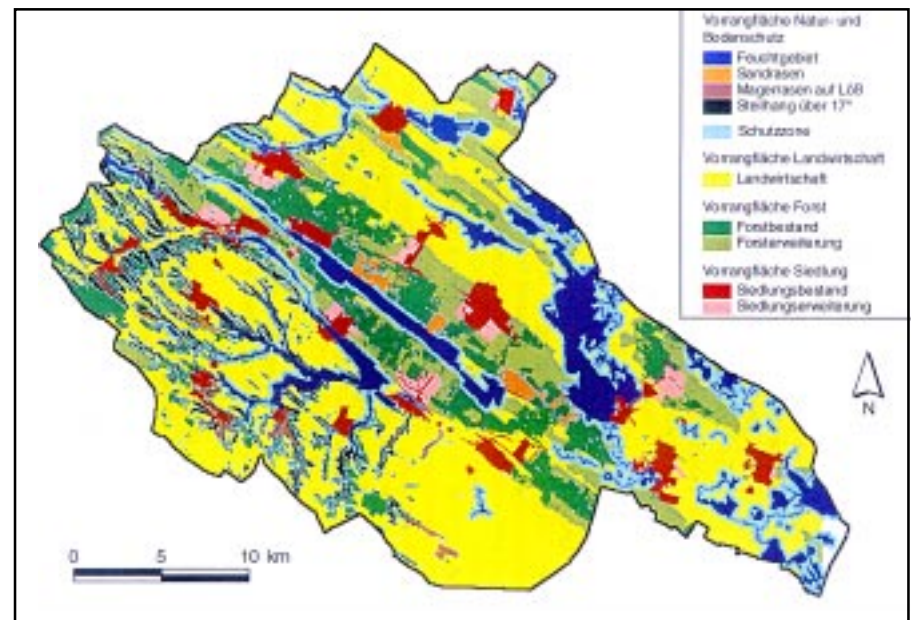 Vorrangfläche Natur- und
Bodenschutz
Feuchtgebiet
Sandrasen
Magerrasen auf Löß
Steilhang über 17°
Schutzzone
Vorrangfläche Landwirtschaft
Landwirtschaft
Vorrangfläche Forst
Forstbestand
Forsterweiterung
Vorrangfläche Siedlung
Siedlungsbestand
Siedlungserweiterung
N
0 5 10 km